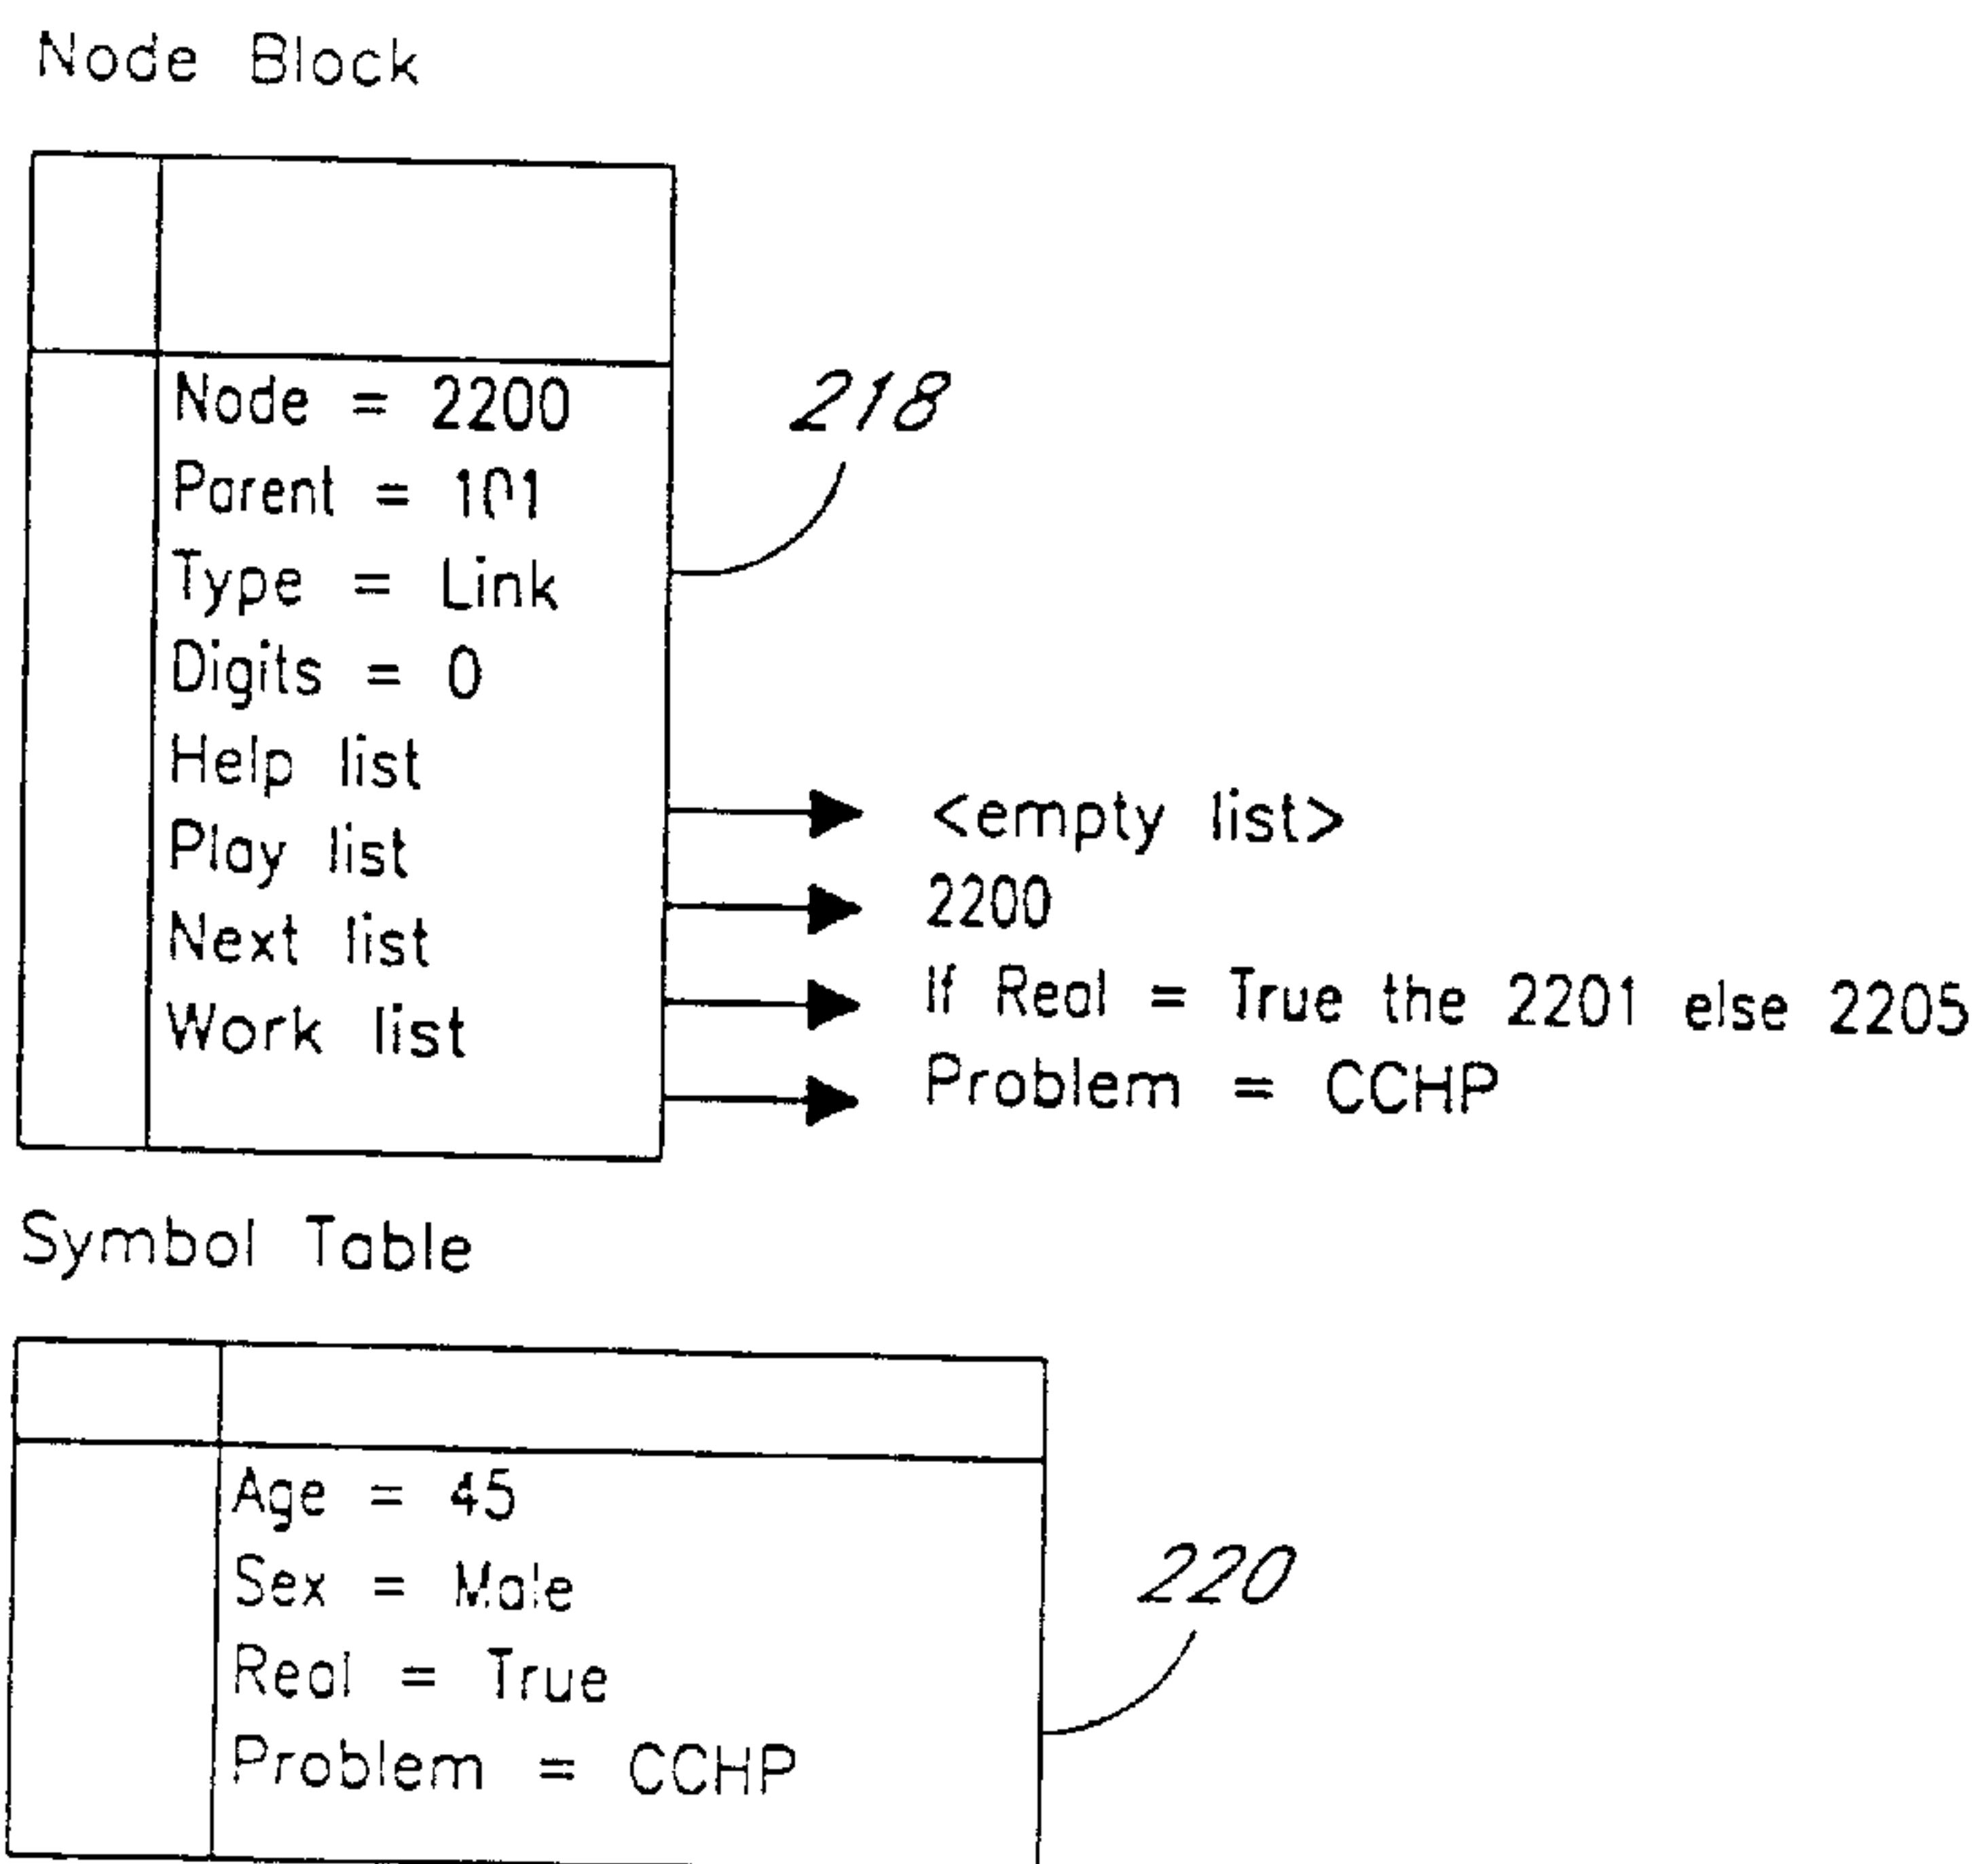 Node Block
Node = 2200
218
Parent = 101
Type = Link
Digits = 0
Help list
<empty list>
Play list
2200
Next list
If Real = True the 2201 else 2205
Work list
Problem = CCHP
Symbol Table
Age = 45
Sex = Male
220
Real = True
Problem = CCHP